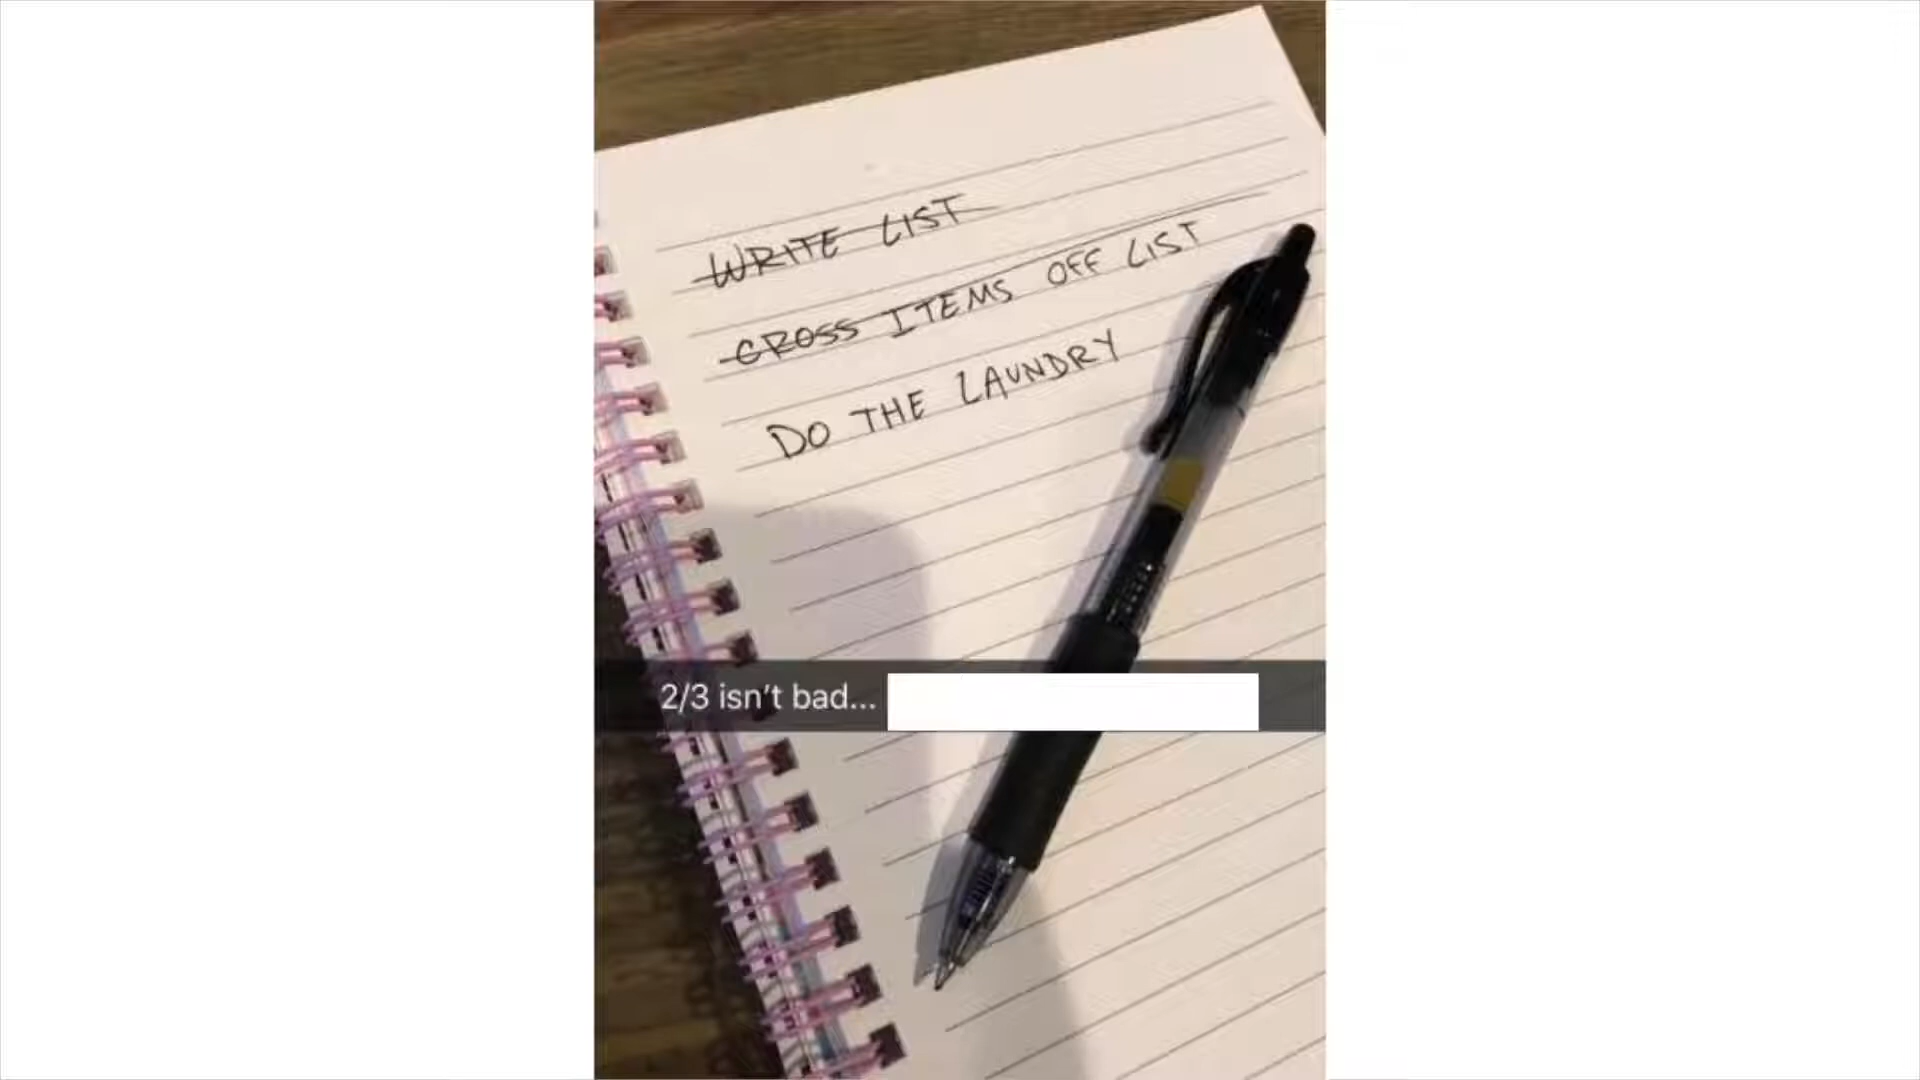 WRITE LIST
CROSS ITEMS OFF LIST
DO THE LAUNDRY
2/3 isn't bad...